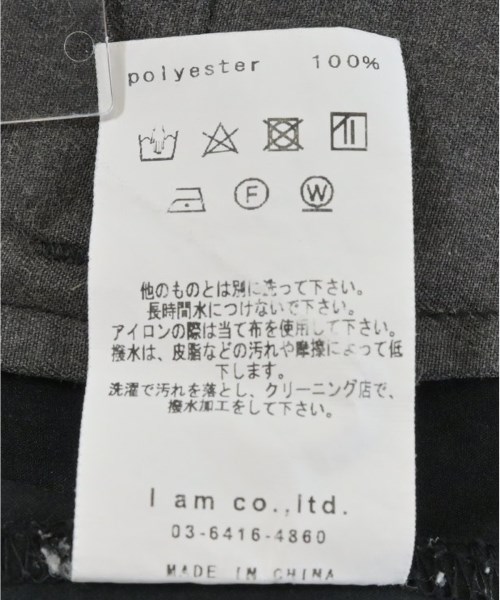 polyester 100%
F W
他のものとは別に洗って下さい。
長時間水につけないで下さい。
アイロンの際は当て布を使用して下さい。
撥水は、皮脂などの汚れや摩擦によって低
下します。
洗濯で汚れを落とし、クリーニング店で、
撥水加工をして下さい。
I am co.,ltd.
03-6416-4860
MADE IN CHINA